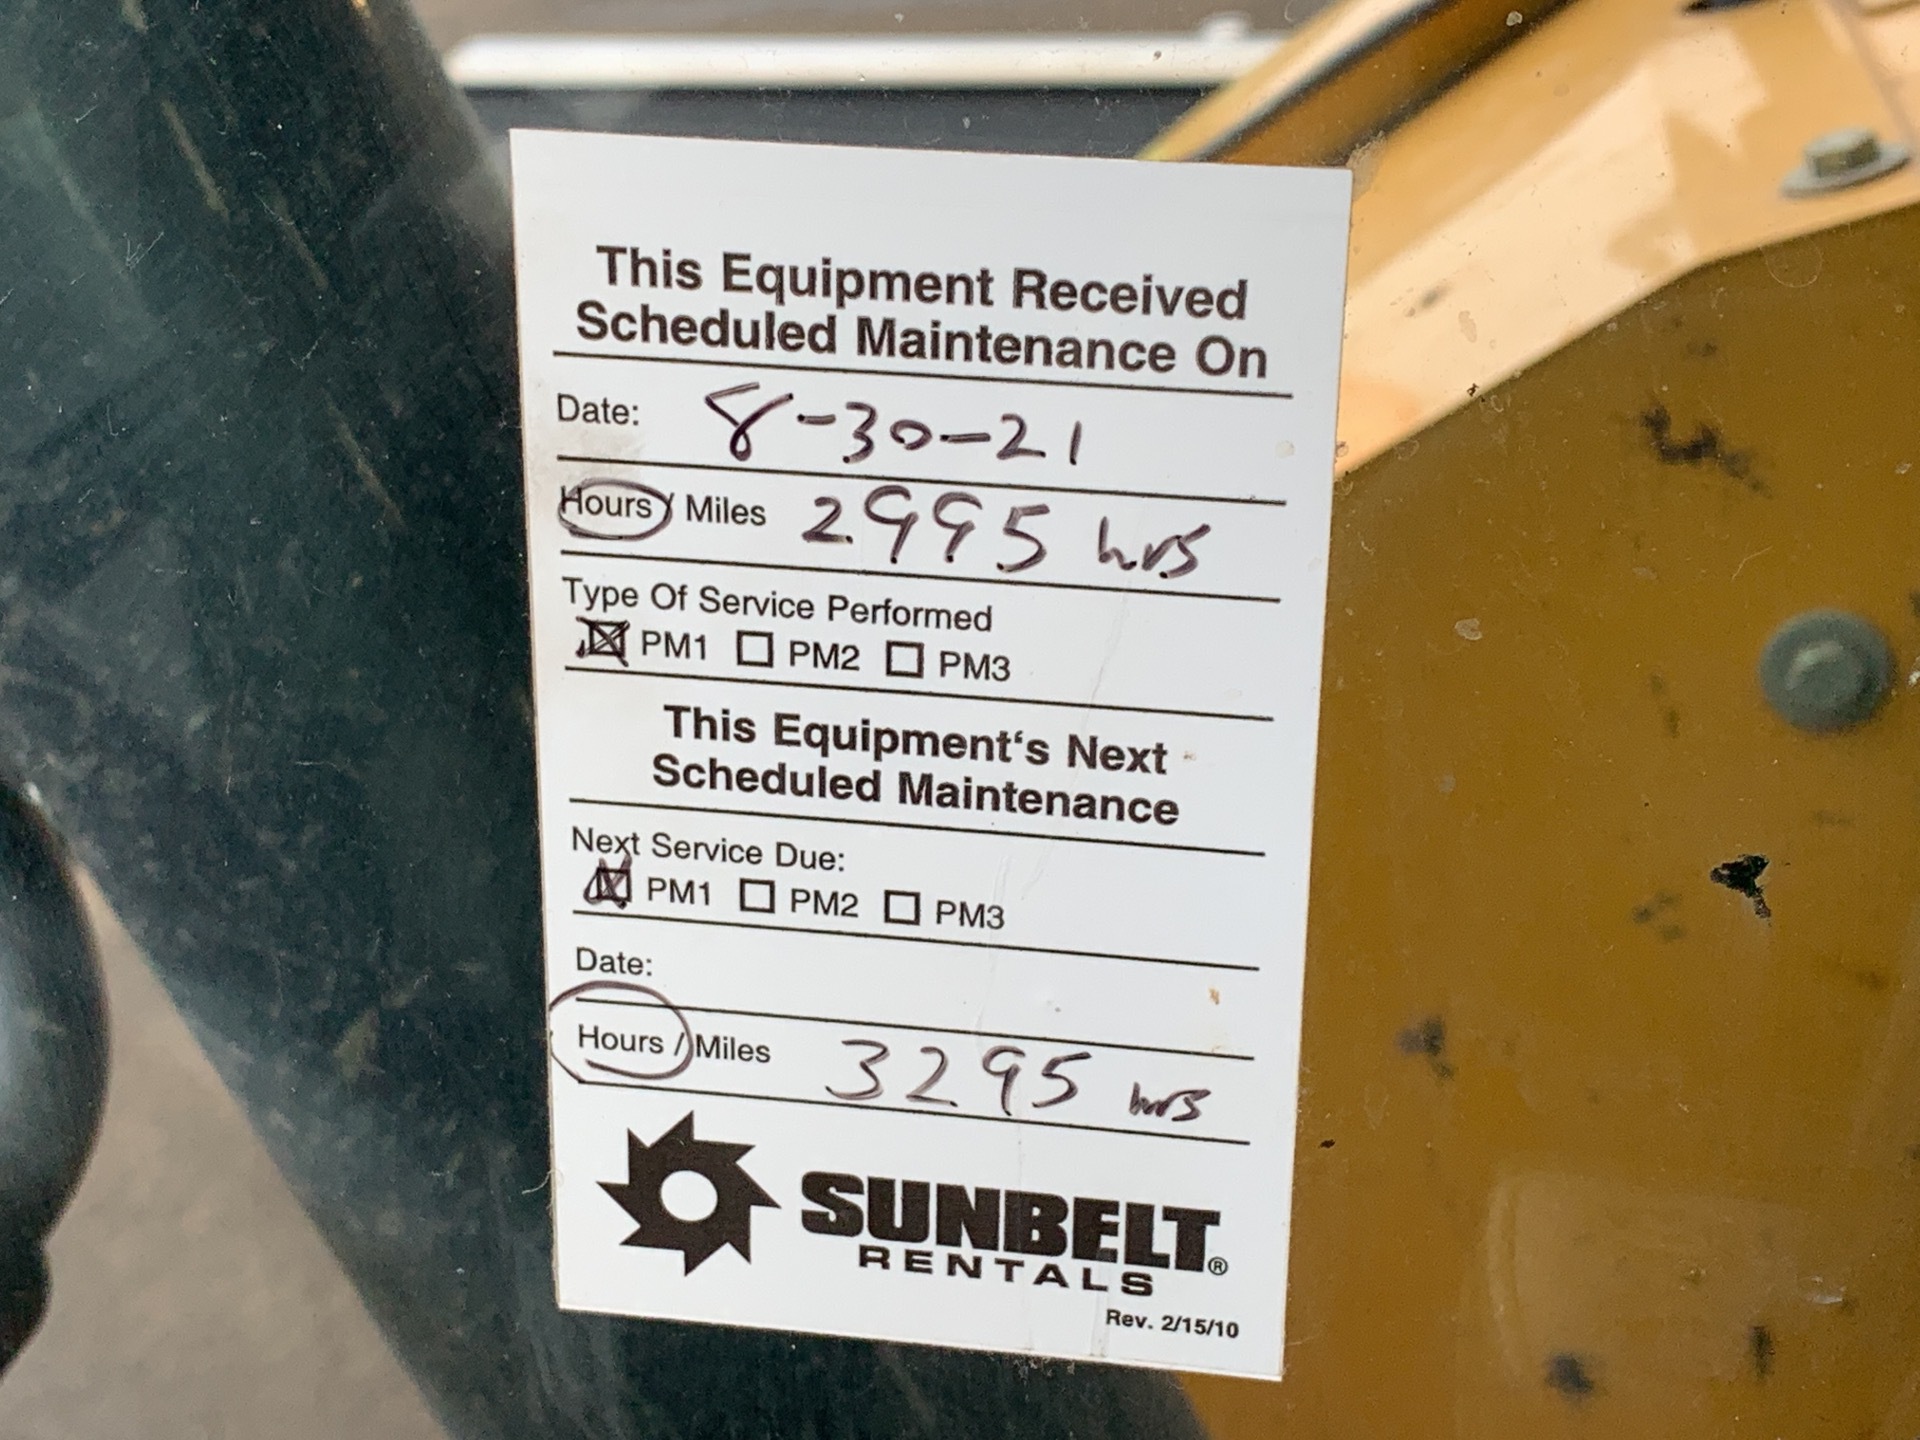 This Equipment Received
Scheduled Maintenance On
Date: 8-30-21
Hours / Miles 2995 hrs
Type Of Service Performed
PM1 PM2 PM3
This Equipment‘s Next
Scheduled Maintenance
Next Service Due:
PM1 PM2 PM3
Date:
Hours / Miles 3295 hrs
SUNBELT®
RENTALS
Rev. 2/15/10